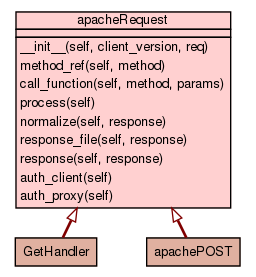 apacheRequest
__init__(self, client_version, req)
method_ref(self, method)
call_function(self, method, params)
process(self)
normalize(self, response)
response_file(self, response)
response(self, response)
auth_client(self)
auth_proxy(self)
GetHandler
apachePOST